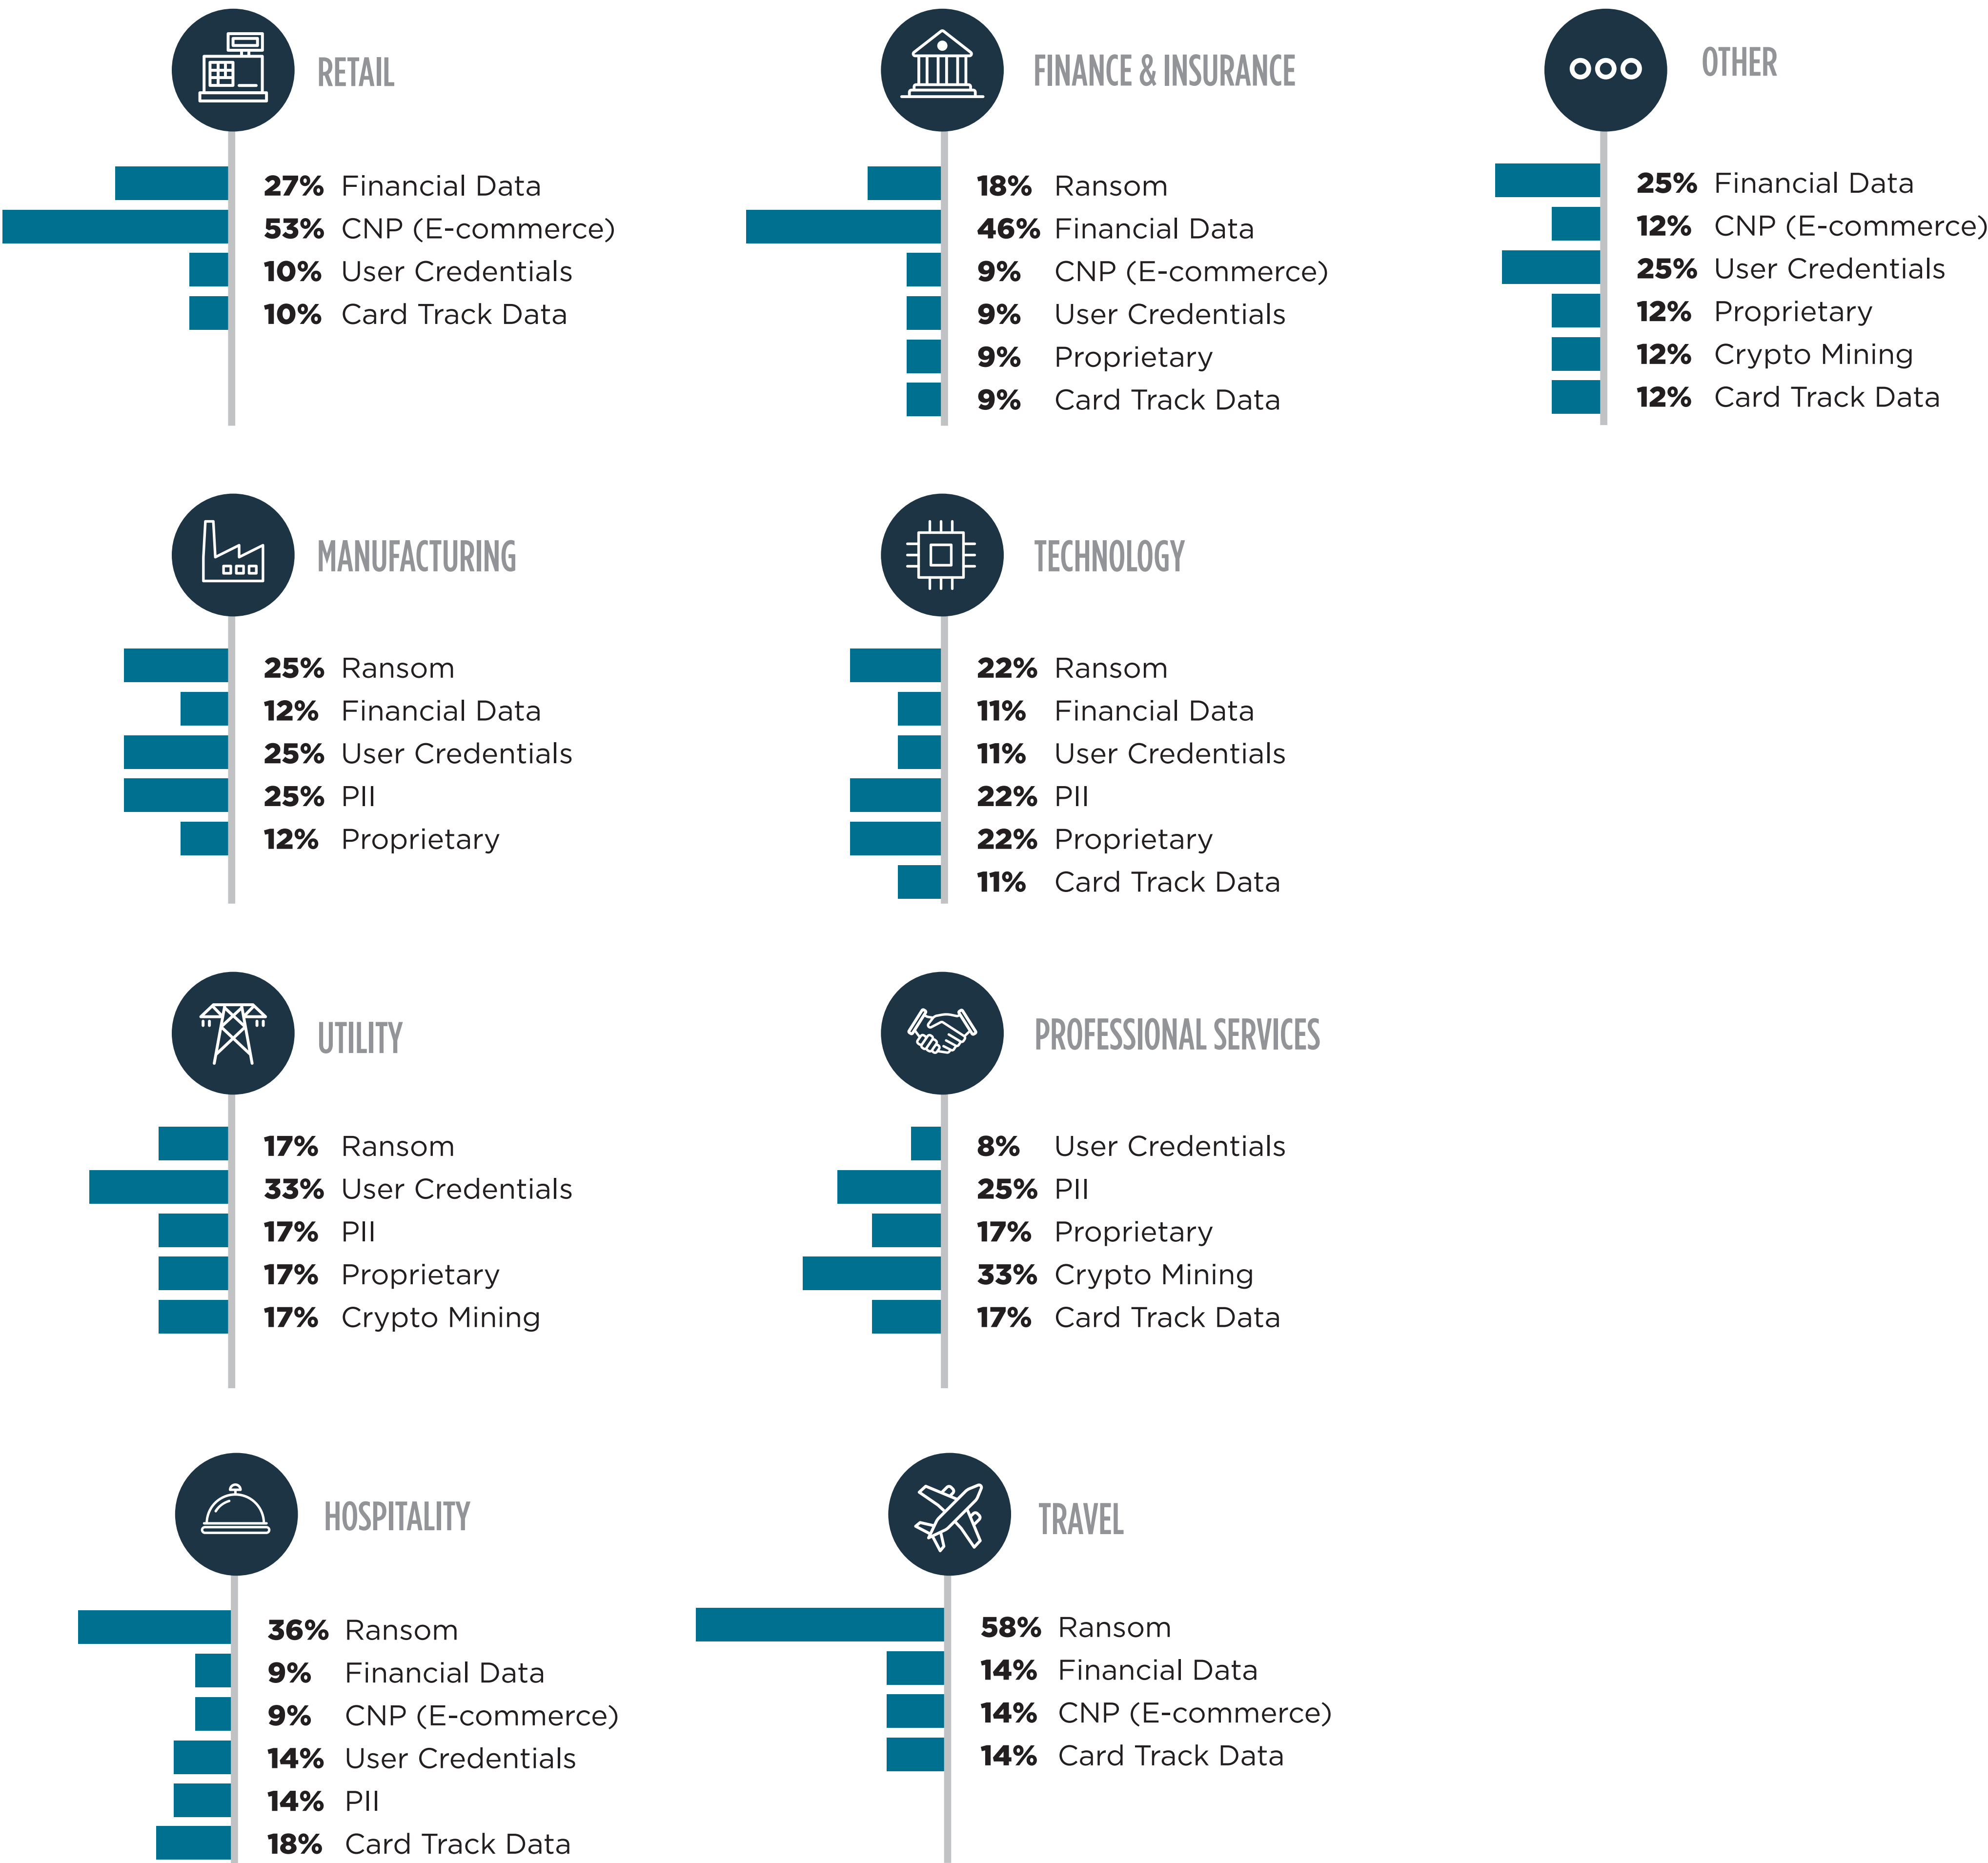 RETAIL
27% Financial Data
53% CNP (E-commerce)
10% User Credentials
10% Card Track Data
FINANCE & INSURANCE
18% Ransom
46% Financial Data
9% CNP (E-commerce)
9% User Credentials
9% Proprietary
9% Card Track Data
OTHER
25% Financial Data
12% CNP (E-commerce)
25% User Credentials
12% Proprietary
12% Crypto Mining
12% Card Track Data
MANUFACTURING
25% Ransom
12% Financial Data
25% User Credentials
25% PII
12% Proprietary
TECHNOLOGY
22% Ransom
11% Financial Data
11% User Credentials
22% PII
22% Proprietary
11% Card Track Data
UTILITY
17% Ransom
33% User Credentials
17% PII
17% Proprietary
17% Crypto Mining
PROFESSIONAL SERVICES
8% User Credentials
25% PII
17% Proprietary
33% Crypto Mining
17% Card Track Data
HOSPITALITY
36% Ransom
9% Financial Data
9% CNP (E-commerce)
14% User Credentials
14% PII
18% Card Track Data
TRAVEL
58% Ransom
14% Financial Data
14% CNP (E-commerce)
14% Card Track Data